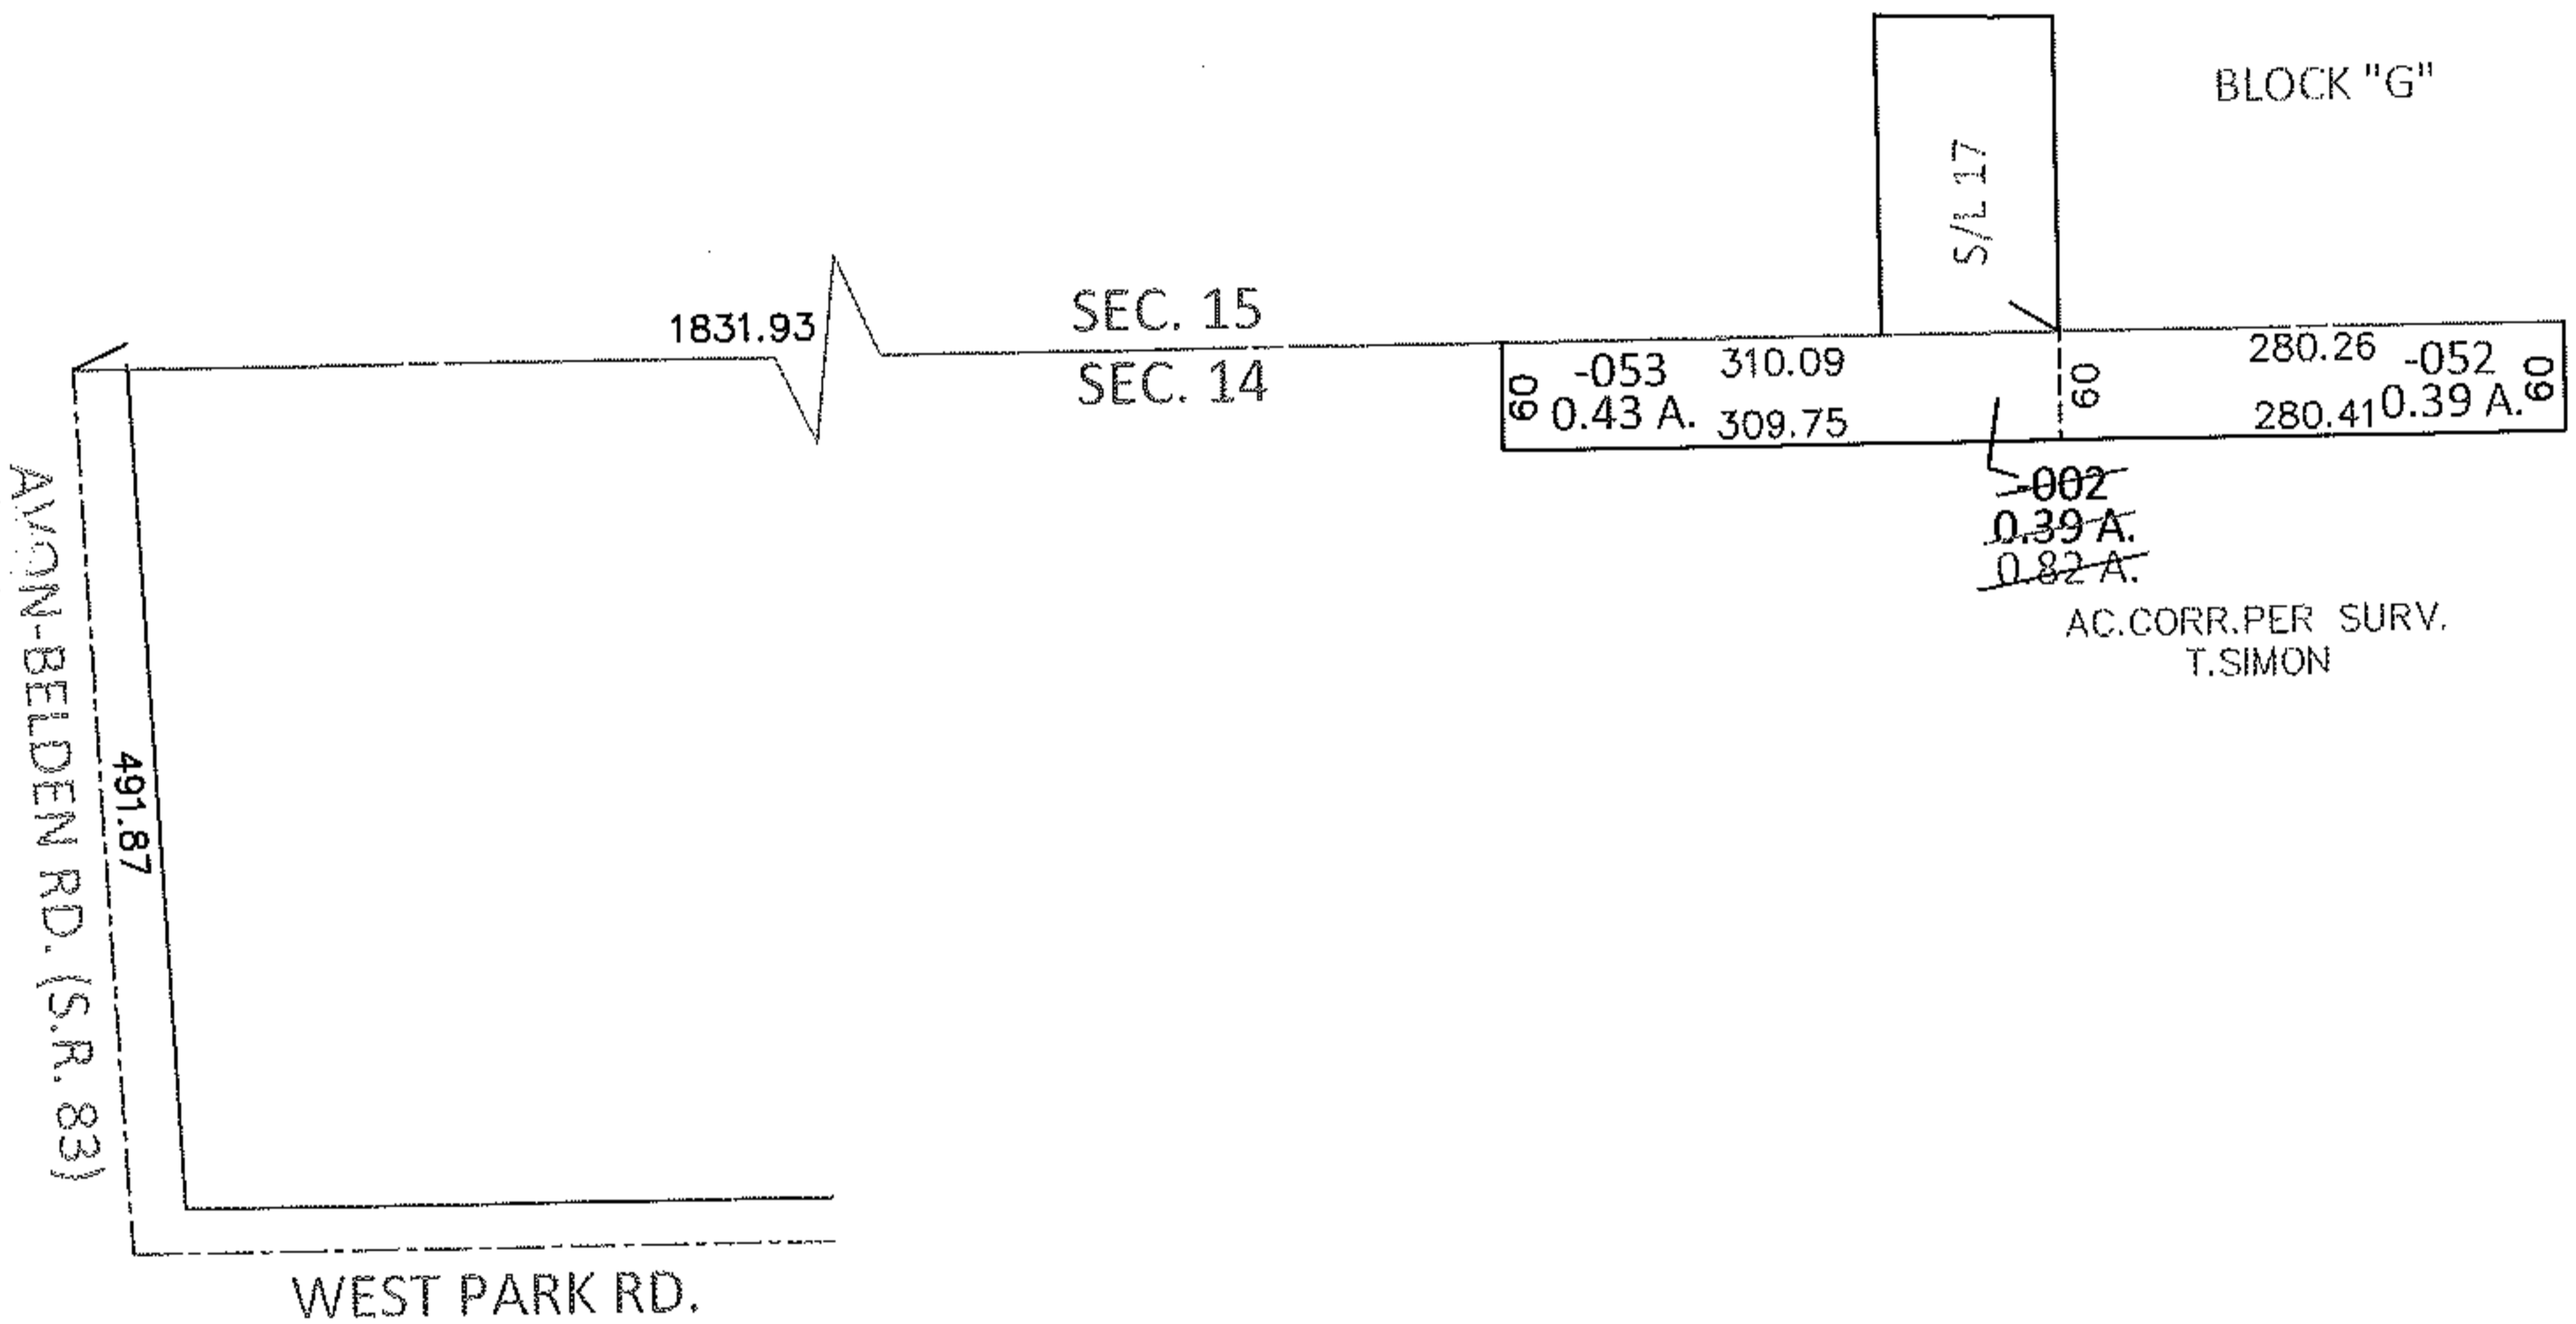 BLOCK "G"
S/L 17
1831.93
SEC. 15
SEC. 14
60
-053
0.43 A.
310.09
309.75
60
280.26
280.41
-052
0.39 A.
60
-002
0.39 A.
0.82 A.
AC.CORR.PER SURV.
T.SIMON
AVON-BELDEN RD. (S.R. 83)
491.87
WEST PARK RD.